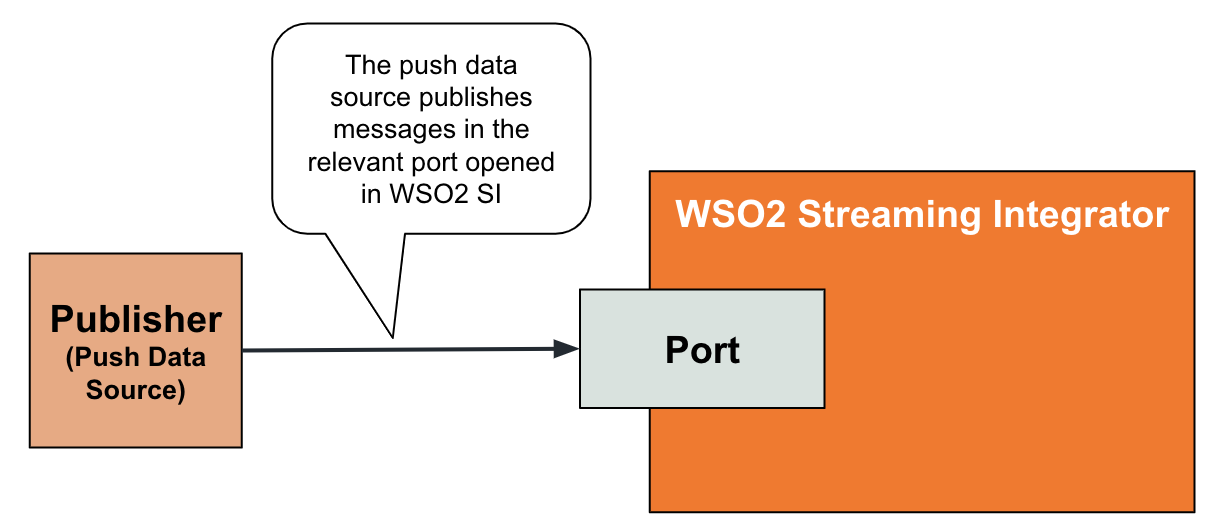 The push data
source publishes
messages in the
relevant port opened
in WSO2 SI
WSO2 Streaming Integrator
Publisher
(Push Data
Source)
Port